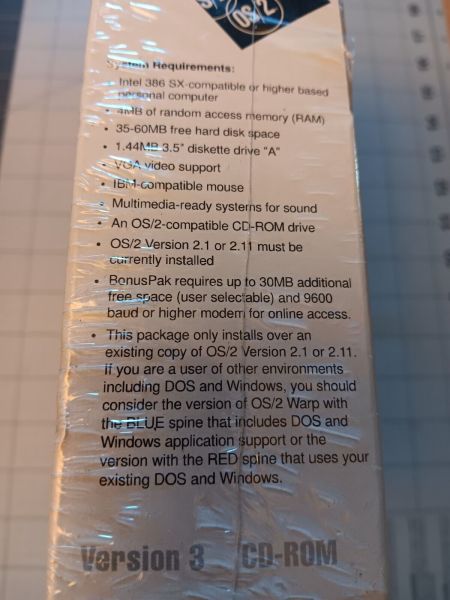 OS/2
System Requirements:
• Intel 386 SX-compatible or higher based
personal computer
• 4MB of random access memory (RAM)
• 35-60MB free hard disk space
• 1.44MB 3.5" diskette drive "A"
• VGA video support
• IBM-compatible mouse
• Multimedia-ready systems for sound
• An OS/2-compatible CD-ROM drive
• OS/2 Version 2.1 or 2.11 must be
currently installed
• BonusPak requires up to 30MB additional
free space (user selectable) and 9600
baud or higher modem for online access.
• This package only installs over an
existing copy of OS/2 Version 2.1 or 2.11.
If you are a user of other environments
including DOS and Windows, you should
consider the version of OS/2 Warp with
the BLUE spine that includes DOS and
Windows application support or the
version with the RED spine that uses your
existing DOS and Windows.
Version 3 CD-ROM